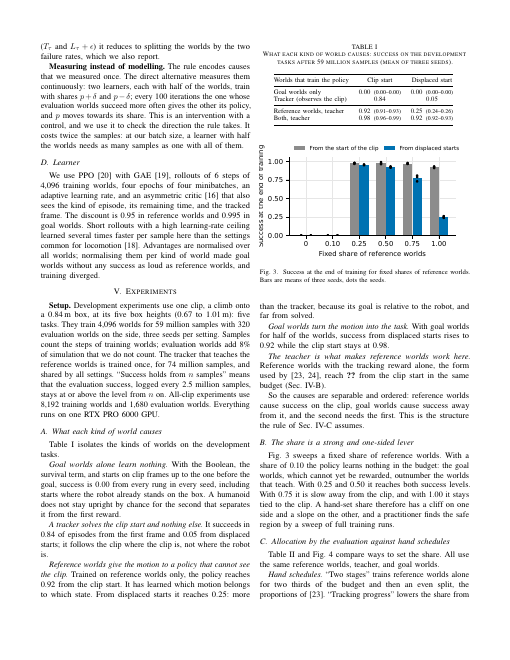 (Tτ and Lτ + ϵ) it reduces to splitting the worlds by the two
failure rates, which we also report.
Measuring instead of modelling. The rule encodes causes
that we measured once. The direct alternative measures them
continuously: two learners, each with half of the worlds, train
with shares p + δ and p − δ; every 100 iterations the one whose
evaluation worlds succeed more often gives the other its policy,
and p moves towards its share. This is an intervention with a
control, and we use it to check the direction the rule takes. It
costs twice the samples: at our batch size, a learner with half
the worlds needs as many samples as one with all of them.
D. Learner
We use PPO [20] with GAE [19], rollouts of 6 steps of
4,096 training worlds, four epochs of four minibatches, an
adaptive learning rate, and an asymmetric critic [16] that also
sees the kind of episode, its remaining time, and the tracked
frame. The discount is 0.95 in reference worlds and 0.995 in
goal worlds. Short rollouts with a high learning-rate ceiling
learned several times faster per sample here than the settings
common for locomotion [18]. Advantages are normalised over
all worlds; normalising them per kind of world made goal
worlds without any success as loud as reference worlds, and
training diverged.
V. EXPERIMENTS
Setup. Development experiments use one clip, a climb onto
a 0.84 m box, at its five box heights (0.67 to 1.01 m): five
tasks. They train 4,096 worlds for 59 million samples with 320
evaluation worlds on the side, three seeds per setting. Samples
count the steps of training worlds; evaluation worlds add 8%
of simulation that we do not count. The tracker that teaches the
reference worlds is trained once, for 74 million samples, and
shared by all settings. “Success holds from n samples” means
that the evaluation success, logged every 2.5 million samples,
stays at or above the level from n on. All-clip experiments use
8,192 training worlds and 1,680 evaluation worlds. Everything
runs on one RTX PRO 6000 GPU.
A. What each kind of world causes
Table I isolates the kinds of worlds on the development
tasks.
Goal worlds alone learn nothing. With the Boolean, the
survival term, and starts on clip frames up to the one before the
goal, success is 0.00 from every rung in every seed, including
starts where the robot already stands on the box. A humanoid
does not stay upright by chance for the second that separates
it from the first reward.
A tracker solves the clip start and nothing else. It succeeds in
0.84 of episodes from the first frame and 0.05 from displaced
starts; it follows the clip where the clip is, not where the robot
is.
Reference worlds give the motion to a policy that cannot see
the clip. Trained on reference worlds only, the policy reaches
0.92 from the clip start. It has learned which motion belongs
to which state. From displaced starts it reaches 0.25: more
TABLE I
WHAT EACH KIND OF WORLD CAUSES: SUCCESS ON THE DEVELOPMENT
TASKS AFTER 59 MILLION SAMPLES (MEAN OF THREE SEEDS).
Worlds that train the policy Clip start Displaced start
Goal worlds only 0.00 (0.00–0.00) 0.00 (0.00–0.00)
Tracker (observes the clip) 0.84 0.05
Reference worlds, teacher 0.92 (0.91–0.93) 0.25 (0.24–0.26)
Both, teacher 0.98 (0.96–0.99) 0.92 (0.92–0.93)
From the start of the clip From displaced starts
Success at the end of training
1.00
0.75
0.50
0.25
0.00
0 0.10 0.25 0.50 0.75 1.00
Fixed share of reference worlds
Fig. 3. Success at the end of training for fixed shares of reference worlds.
Bars are means of three seeds, dots the seeds.
than the tracker, because its goal is relative to the robot, and
far from solved.
Goal worlds turn the motion into the task. With goal worlds
for half of the worlds, success from displaced starts rises to
0.92 while the clip start stays at 0.98.
The teacher is what makes reference worlds work here.
Reference worlds with the tracking reward alone, the form
used by [23, 24], reach ?? from the clip start in the same
budget (Sec. IV-B).
So the causes are separable and ordered: reference worlds
cause success on the clip, goal worlds cause success away
from it, and the second needs the first. This is the structure
the rule of Sec. IV-C assumes.
B. The share is a strong and one-sided lever
Fig. 3 sweeps a fixed share of reference worlds. With a
share of 0.10 the policy learns nothing in the budget: the goal
worlds, which cannot yet be rewarded, outnumber the worlds
that teach. With 0.25 and 0.50 it reaches both success levels.
With 0.75 it is slow away from the clip, and with 1.00 it stays
tied to the clip. A hand-set share therefore has a cliff on one
side and a slope on the other, and a practitioner finds the safe
region by a sweep of full training runs.
C. Allocation by the evaluation against hand schedules
Table II and Fig. 4 compare ways to set the share. All use
the same reference worlds, teacher, and goal worlds.
Hand schedules. “Two stages” trains reference worlds alone
for two thirds of the budget and then an even split, the
proportions of [23]. “Tracking progress” lowers the share from